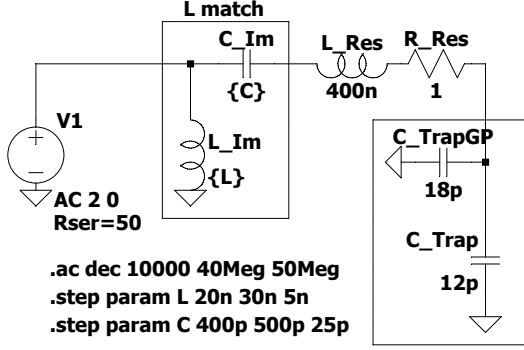 L match
C_Im
{C}
L_Res
400n
R_Res
1
V1
L_Im
{L}
AC 2 0
Rser=50
C_TrapGP
18p
C_Trap
12p
.ac dec 10000 40Meg 50Meg
.step param L 20n 30n 5n
.step param C 400p 500p 25p